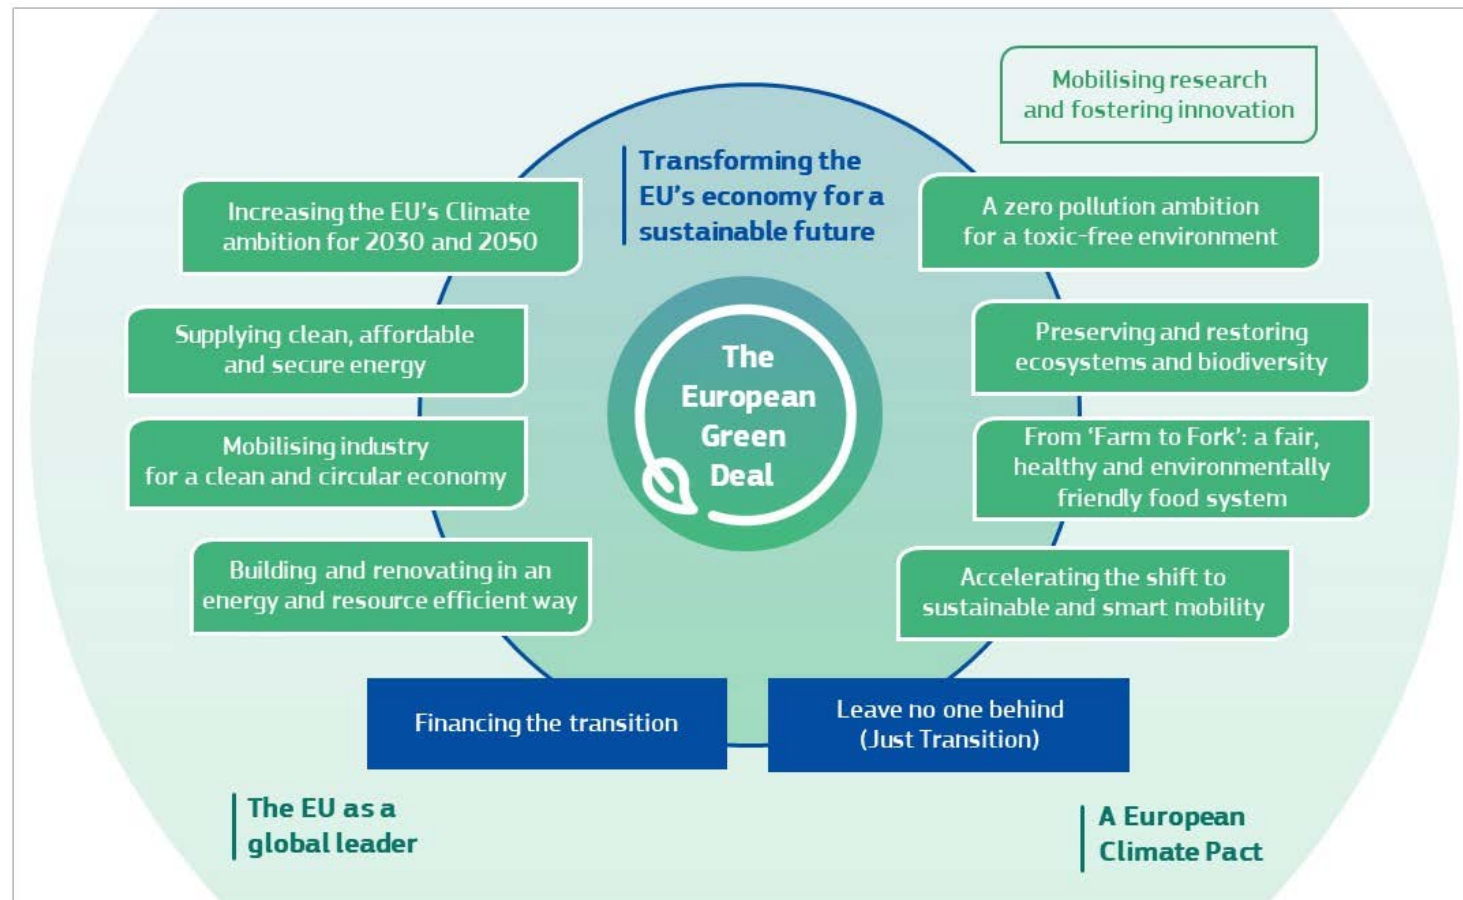 Mobilising research
and fostering innovation
Transforming the
EU's economy for a
sustainable future
Increasing the EU's Climate
ambition for 2030 and 2050
A zero pollution ambition
for a toxic-free environment
Supplying clean, affordable
and secure energy
Preserving and restoring
ecosystems and biodiversity
The
European
Green
Deal
Mobilising industry
for a clean and circular economy
From ‘Farm to Fork’: a fair,
healthy and environmentally
friendly food system
Building and renovating in an
energy and resource efficient way
Accelerating the shift to
sustainable and smart mobility
Financing the transition
Leave no one behind
(Just Transition)
The EU as a
global leader
A European
Climate Pact